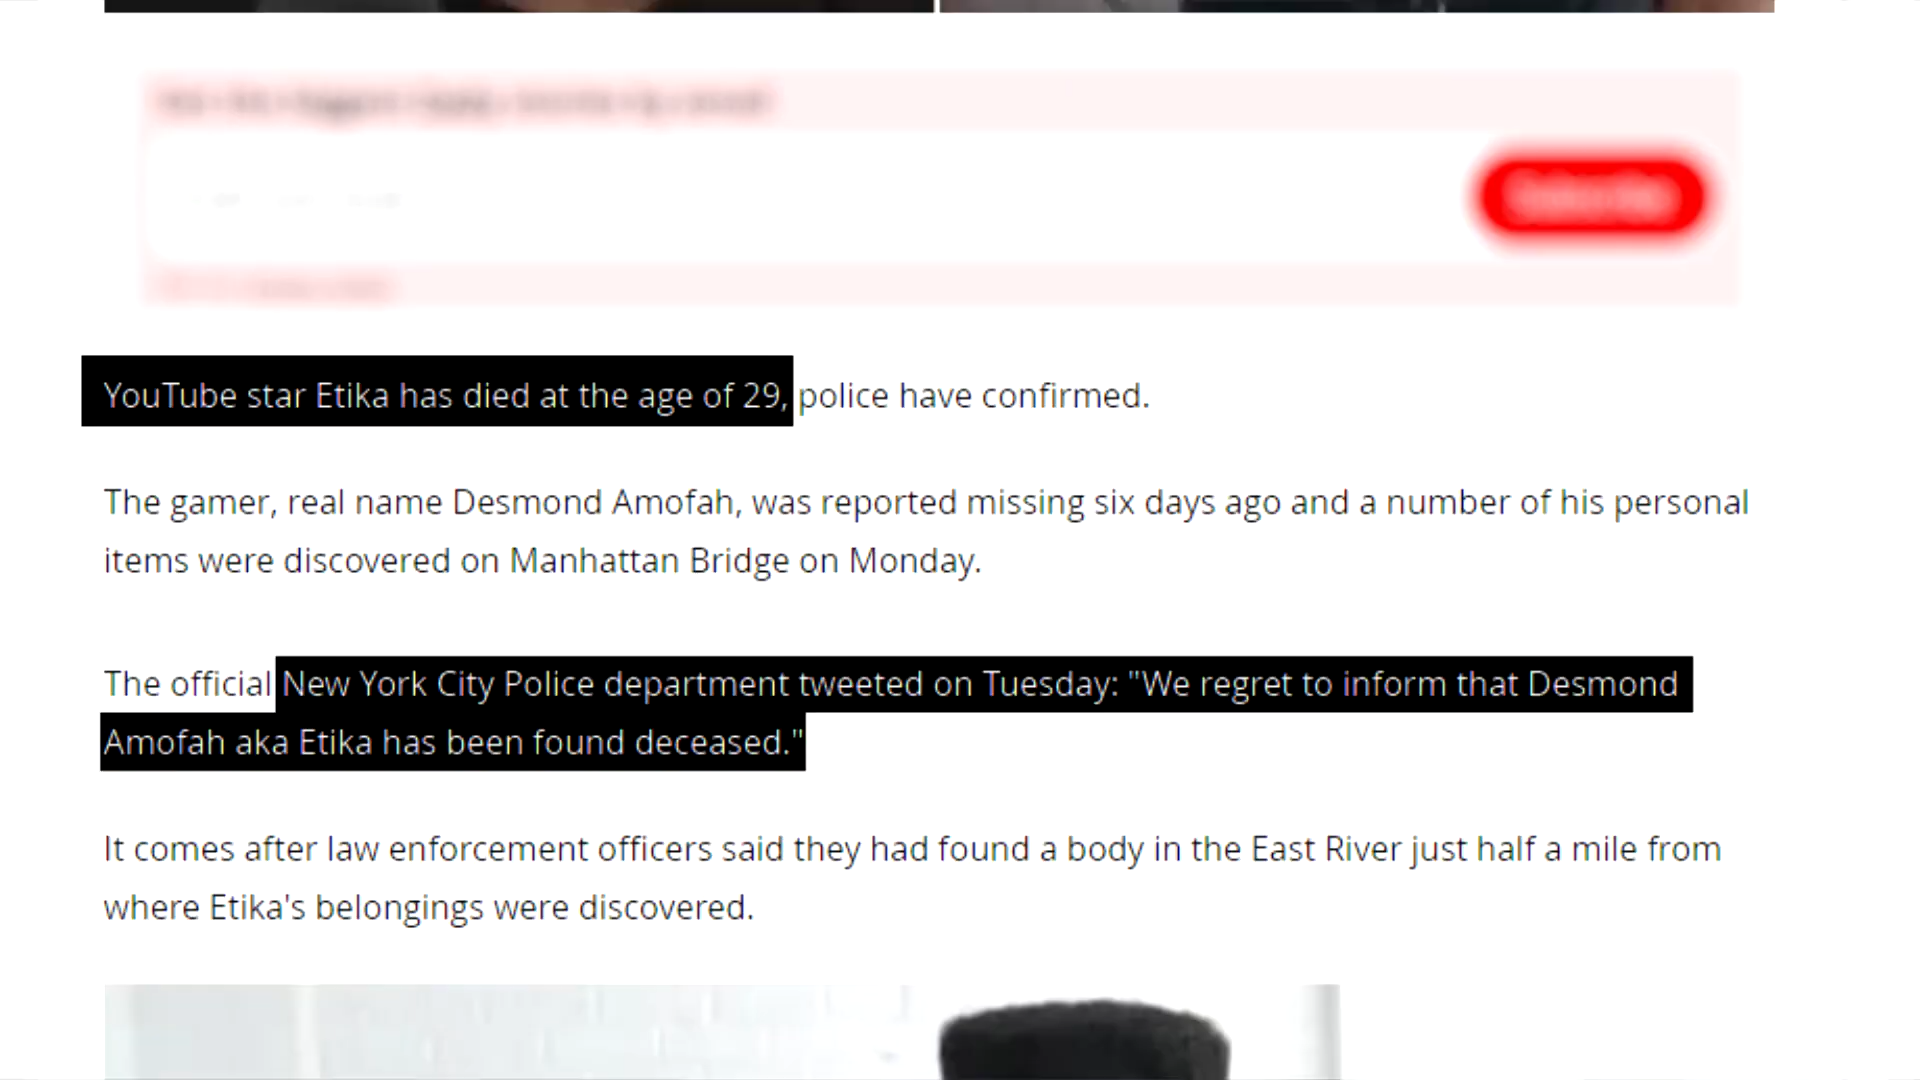 YouTube star Etika has died at the age of 29, police have confirmed.
The gamer, real name Desmond Amofah, was reported missing six days ago and a number of his personal
items were discovered on Manhattan Bridge on Monday.
The official New York City Police department tweeted on Tuesday: "We regret to inform that Desmond
Amofah aka Etika has been found deceased."
It comes after law enforcement officers said they had found a body in the East River just half a mile from
where Etika's belongings were discovered.